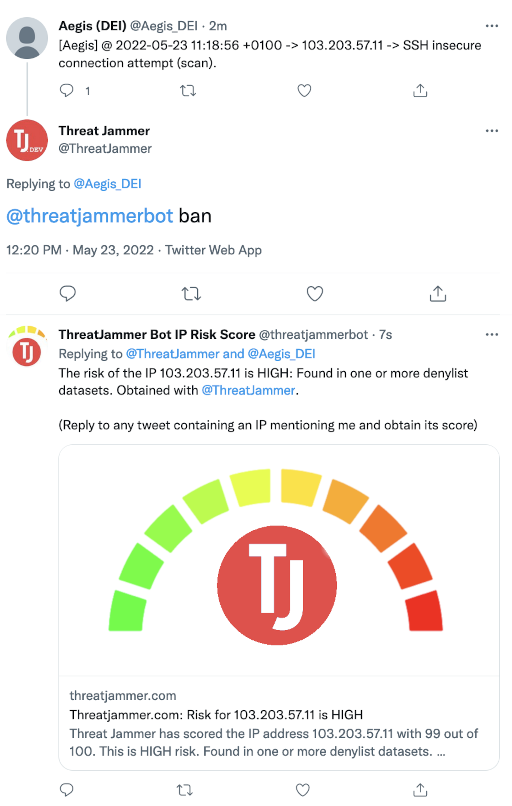 Aegis (DEI) @Aegis_DEI · 2m
[Aegis] @ 2022-05-23 11:18:56 +0100 -> 103.203.57.11 -> SSH insecure
connection attempt (scan).
1
TJ DEV
Threat Jammer
@ThreatJammer
Replying to @Aegis_DEI
@threatjammerbot ban
12:20 PM · May 23, 2022 · Twitter Web App
TJ
ThreatJammer Bot IP Risk Score @threatjammerbot · 7s
Replying to @ThreatJammer and @Aegis_DEI
The risk of the IP 103.203.57.11 is HIGH: Found in one or more denylist
datasets. Obtained with @ThreatJammer.
(Reply to any tweet containing an IP mentioning me and obtain its score)
TJ
threatjammer.com
Threatjammer.com: Risk for 103.203.57.11 is HIGH
Threat Jammer has scored the IP address 103.203.57.11 with 99 out of
100. This is HIGH risk. Found in one or more denylist datasets. ...